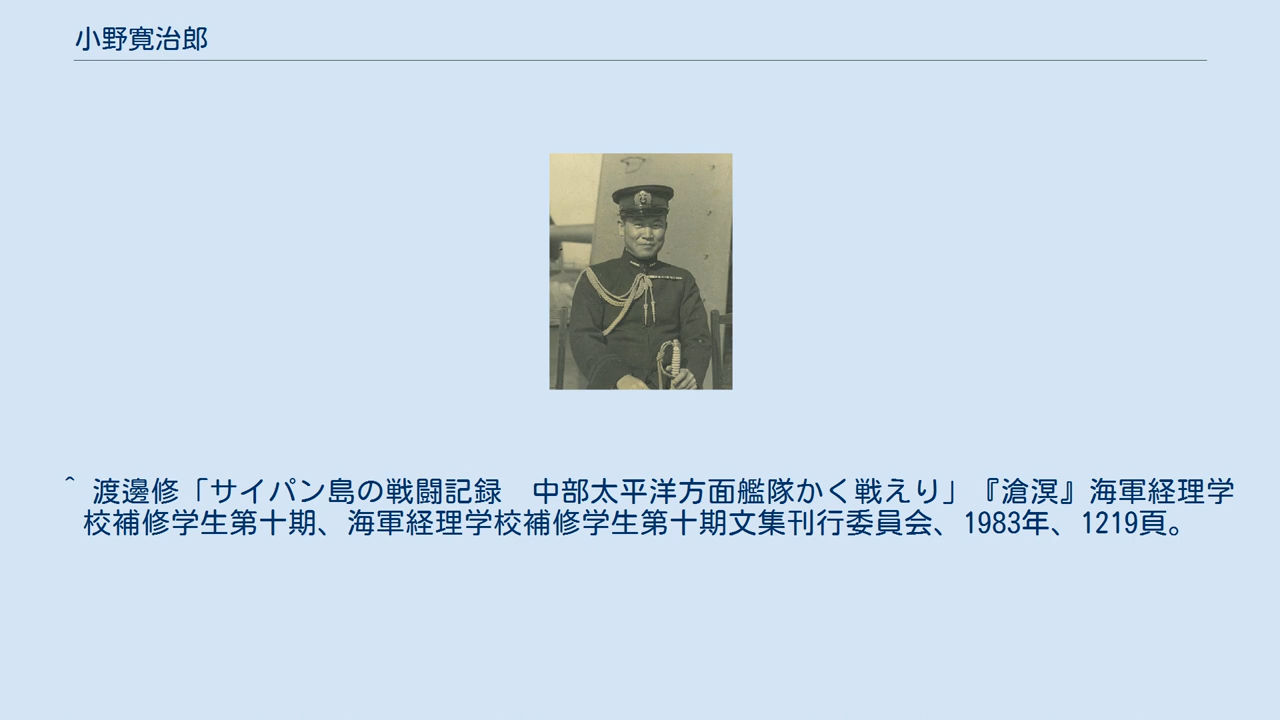 小野寛治郎
^ 渡邊修「サイパン島の戦闘記録　中部太平洋方面艦隊かく戦えり」『滄溟』海軍経理学
校補修学生第十期、海軍経理学校補修学生第十期文集刊行委員会、1983年、1219頁。